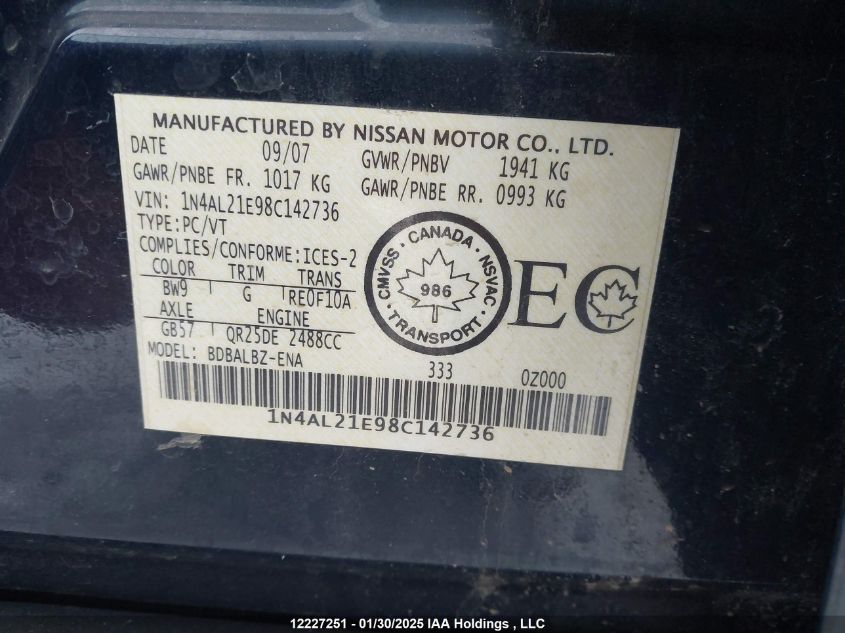 MANUFACTURED BY NISSAN MOTOR CO., LTD.
DATE 09/07 GVWR/PNBV 1941 KG
GAWR/PNBE FR. 1017 KG GAWR/PNBE RR. 0993 KG
VIN: 1N4AL21E98C142736
TYPE:PC/VT
COMPLIES/CONFORME:ICES-2
COLOR TRIM TRANS
BW9 G RE0F10A
AXLE ENGINE
GB57 QR25DE 2488CC
MODEL: BDBALBZ-ENA 333 0Z000
CANADA · NSVAC · TRANSPORT · CMVSS ·
986
EC
1N4AL21E98C142736
12227251 - 01/30/2025 IAA Holdings , LLC